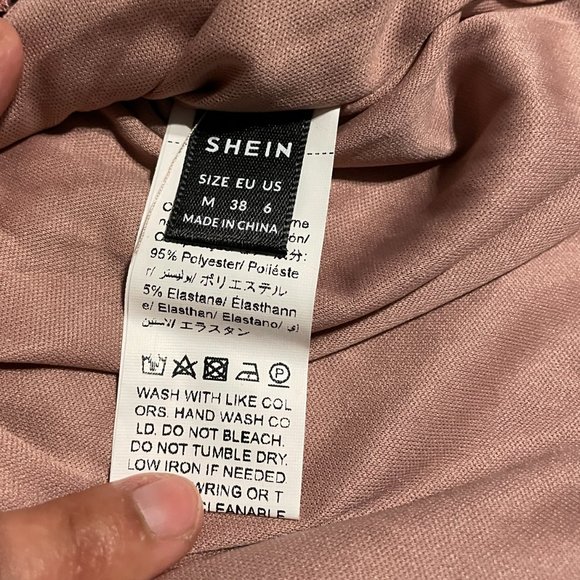 SHEIN
SIZE EU US
M 38 6
MADE IN CHINA
95% Polyester/ Poliéste
r/ بوليستر/ ポリエステル
5% Elastane/ Élasthann
e/ Elasthan/ Elastano/
エラスタン
P
WASH WITH LIKE COL
ORS. HAND WASH CO
LD. DO NOT BLEACH.
DO NOT TUMBLE DRY.
LOW IRON IF NEEDED
WRING OR T
CLEANABLE